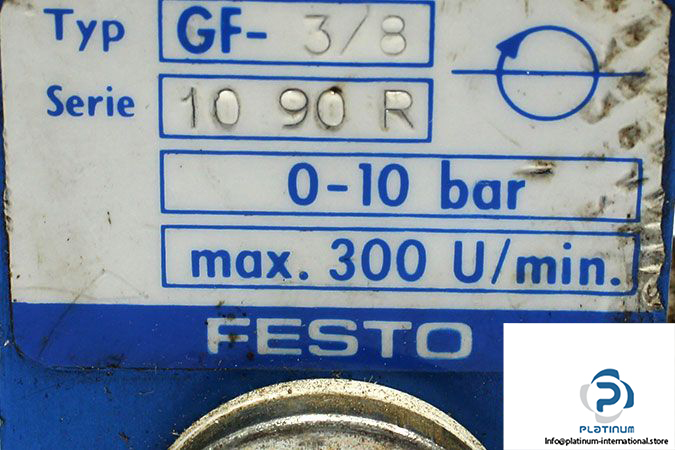 Typ GF- 3/8
Serie 10 90 R
0-10 bar
max. 300 U/min.
FESTO
PLATINUM
Info@platinum-international.store